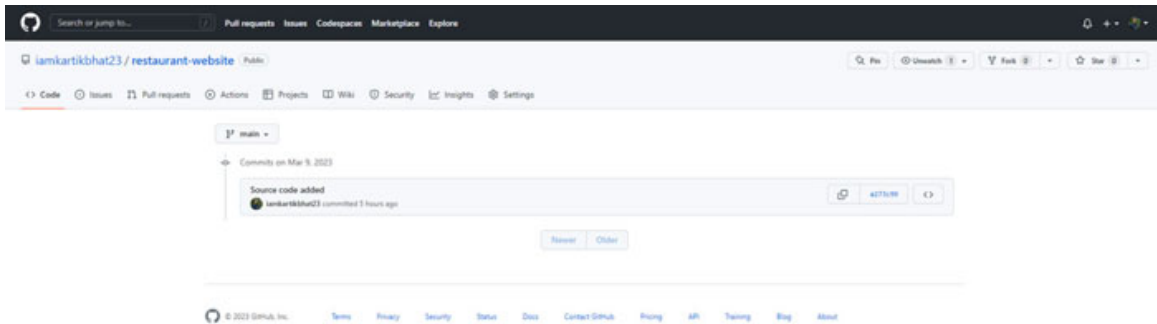 Search or jump to... / Pull requests Issues Codespaces Marketplace Explore
iamkartikbhat23 / restaurant-website Public Pin Unwatch 1 Fork 0 Star 0
<> Code Issues Pull requests Actions Projects Wiki Security Insights Settings
main
Commits on Mar 9, 2023
Source code added
iamkartikbhat23 committed 5 hours ago
Newer Older
© 2023 GitHub, Inc. Terms Privacy Security Status Docs Contact GitHub Pricing API Training Blog About